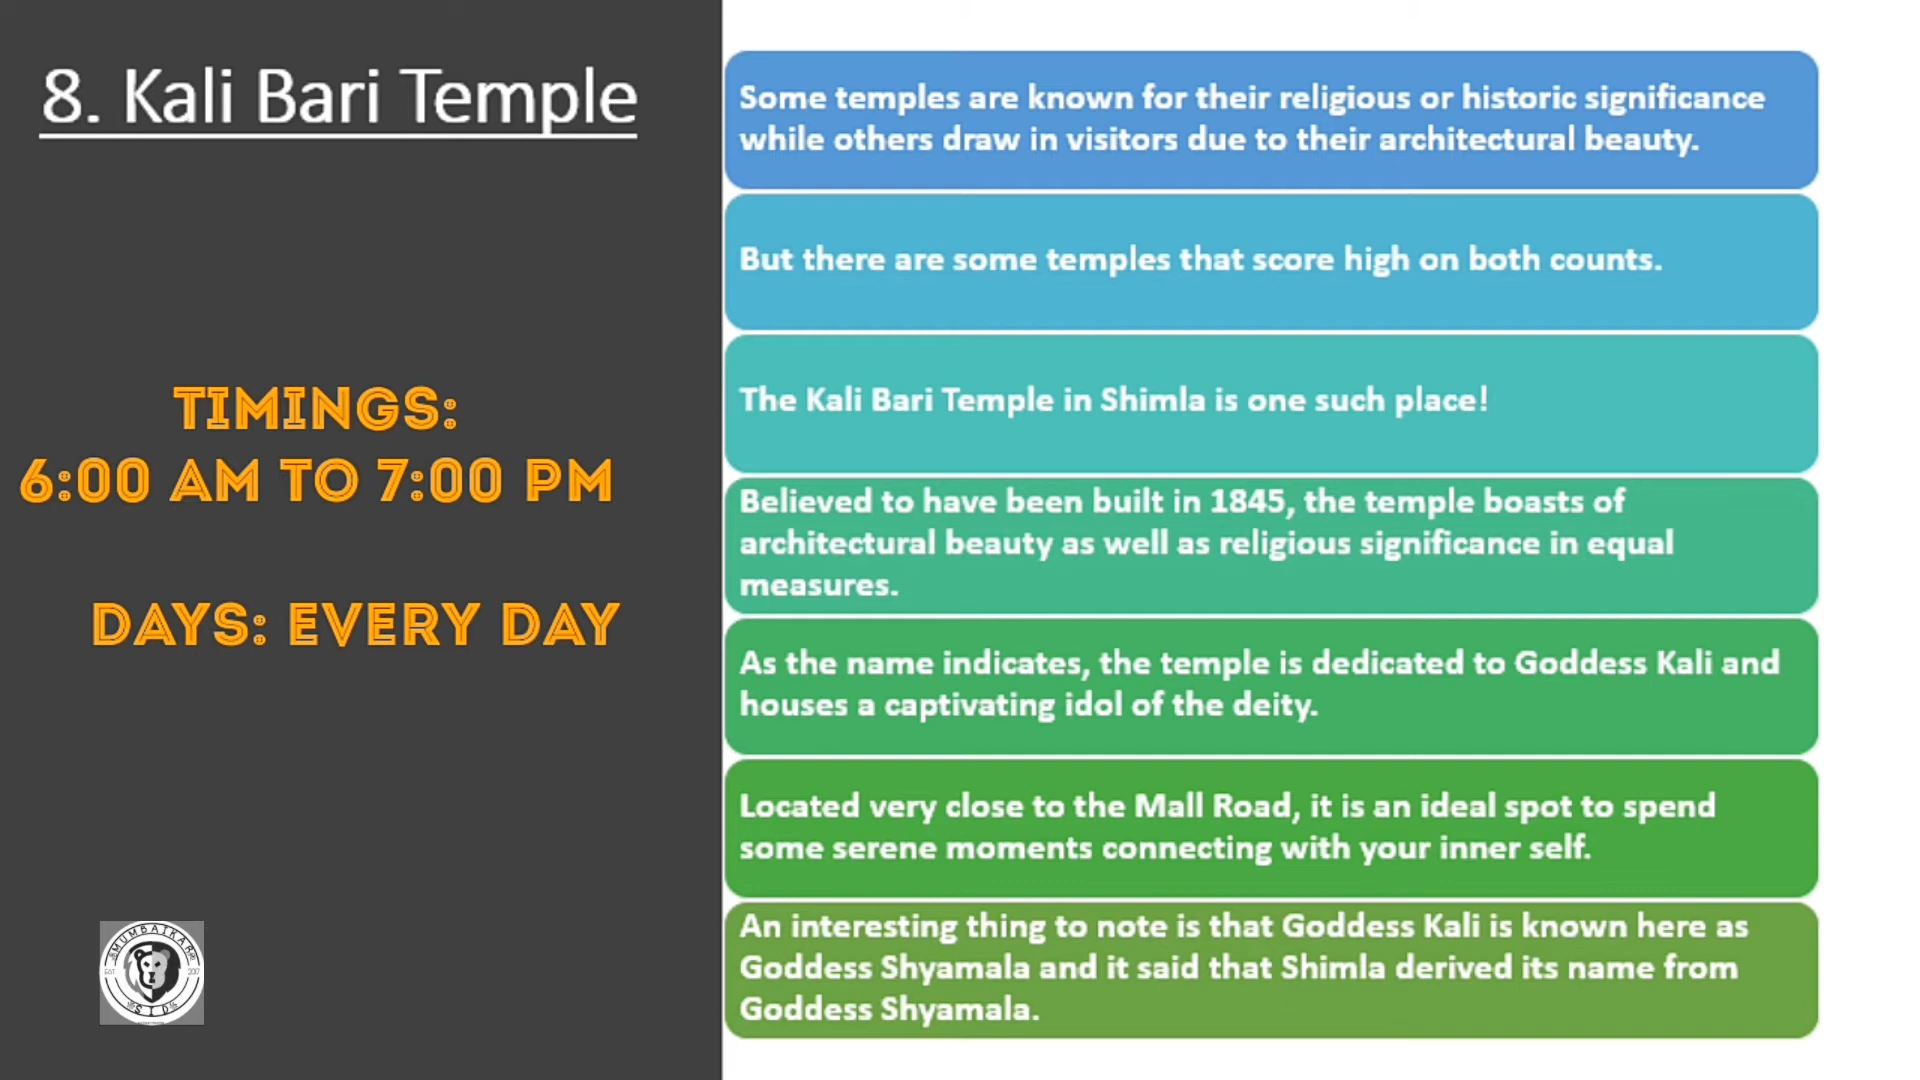 8. Kali Bari Temple
TIMINGS:
6:00 AM TO 7:00 PM
DAYS: EVERY DAY
MUMBAIKAR
EST
2017
SID
Some temples are known for their religious or historic significance
while others draw in visitors due to their architectural beauty.
But there are some temples that score high on both counts.
The Kali Bari Temple in Shimla is one such place!
Believed to have been built in 1845, the temple boasts of
architectural beauty as well as religious significance in equal
measures.
As the name indicates, the temple is dedicated to Goddess Kali and
houses a captivating idol of the deity.
Located very close to the Mall Road, it is an ideal spot to spend
some serene moments connecting with your inner self.
An interesting thing to note is that Goddess Kali is known here as
Goddess Shyamala and it said that Shimla derived its name from
Goddess Shyamala.